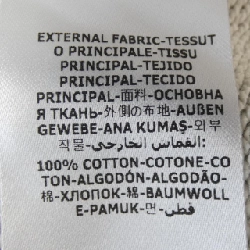 EXTERNAL FABRIC-TESSUT
O PRINCIPALE-TISSU
PRINCIPAL-TEJIDO
PRINCIPAL-TECIDO
PRINCIPAL-面料-ОСНОВНА
Я ТКАНЬ-外側の布地-AUßEN
GEWEBE-ANA KUMAŞ-외부
직물-انغماس الخارجي:
100% COTTON-COTONE-CO
TON-ALGODÓN-ALGODÃO-
棉-ХЛОПОК-綿-BAUMWOLL
E-PAMUK-면-قطن